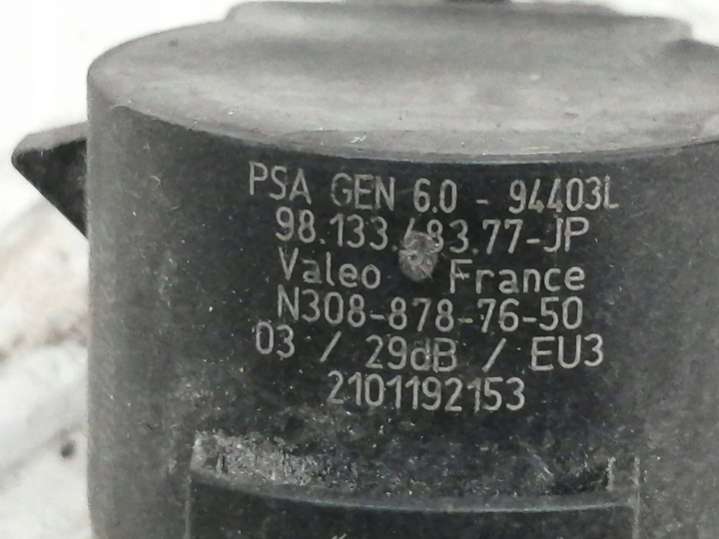 PSA GEN 6.0 - 94403L
98.133.483.77-JP
Valeo France
N308-878-76-50
03 / 29dB / EU3
2101192153